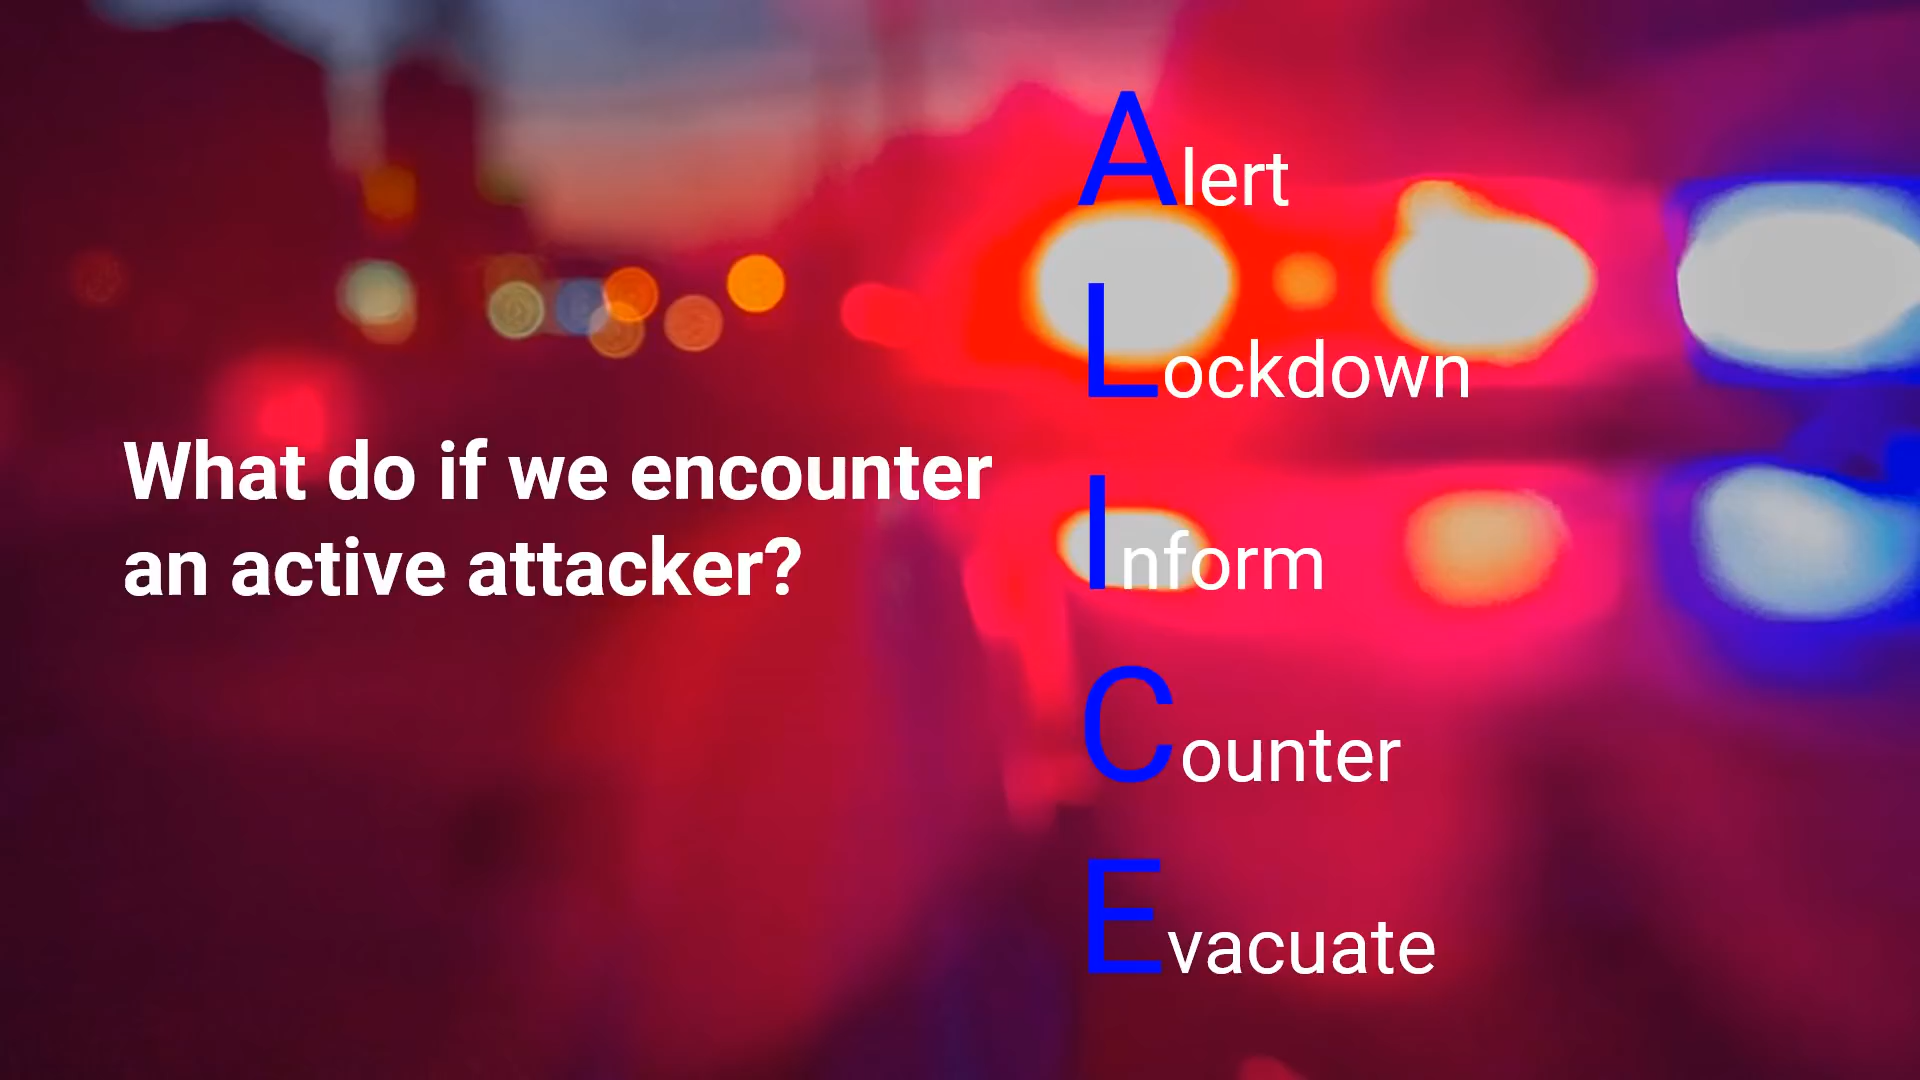 What do if we encounter
an active attacker?
Alert
Lockdown
Inform
Counter
Evacuate